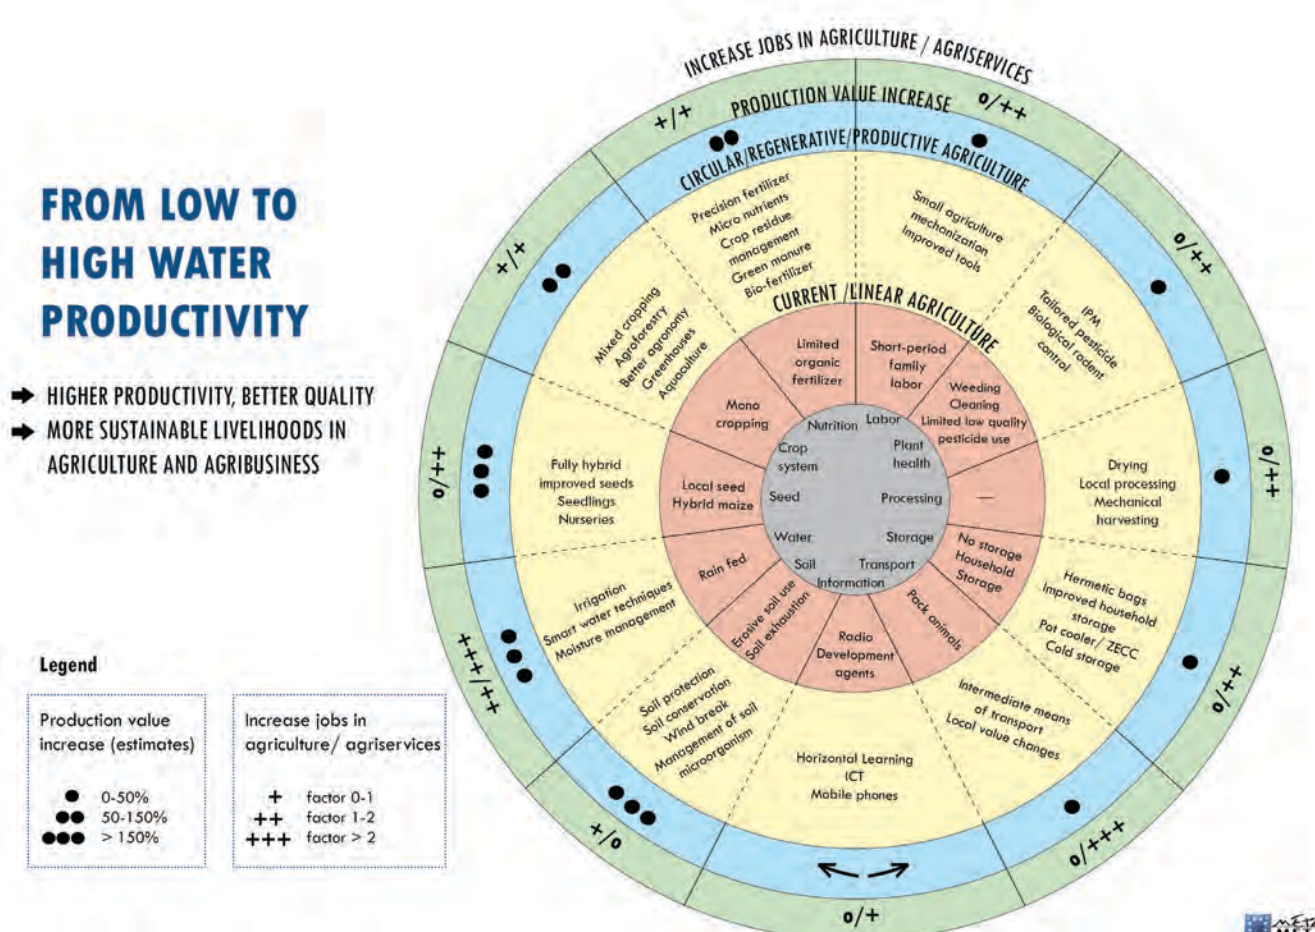 FROM LOW TO
HIGH WATER
PRODUCTIVITY
➡ HIGHER PRODUCTIVITY, BETTER QUALITY
➡ MORE SUSTAINABLE LIVELIHOODS IN
AGRICULTURE AND AGRIBUSINESS
Legend
Production value
increase (estimates)
● 0-50%
●● 50-150%
●●● > 150%
Increase jobs in
agriculture/ agriservices
+ factor 0-1
++ factor 1-2
+++ factor > 2
INCREASE JOBS IN AGRICULTURE / AGRISERVICES
PRODUCTION VALUE INCREASE
CIRCULAR/REGENERATIVE/PRODUCTIVE AGRICULTURE
CURRENT /LINEAR AGRICULTURE
+/+
Precision fertilizer
Micro nutrients
Crop residue
management
Green manure
Bio-fertilizer
Limited
organic
fertilizer
Nutrition
o/++
Small agriculture
mechanization
Improved tools
Short-period
family
labor
Labor
o/++
IPM
Tailored pesticide
Biological rodent
control
Weeding
Cleaning
Limited low quality
pesticide use
Plant
health
o/++
Drying
Local processing
Mechanical
harvesting
—
Processing
o/++
Hermetic bags
Improved household
storage
Pot cooler/ ZECC
Cold storage
No storage
Household
Storage
Storage
o/+++
Intermediate means
of transport
Local value changes
Pack animals
Transport
o/+
Horizontal Learning
ICT
Mobile phones
Radio
Development
agents
Information
+/o
Soil protection
Soil conservation
Wind break
Management of soil
microorganism
Erosive soil use
Soil exhaustion
Soil
+++/++
Irrigation
Smart water techniques
Moisture management
Rain fed
Water
o/++
Fully hybrid
improved seeds
Seedlings
Nurseries
Local seed
Hybrid maize
Seed
+/+
Mixed cropping
Agroforestry
Better agronomy
Greenhouses
Aquaculture
Mono
cropping
Crop
system